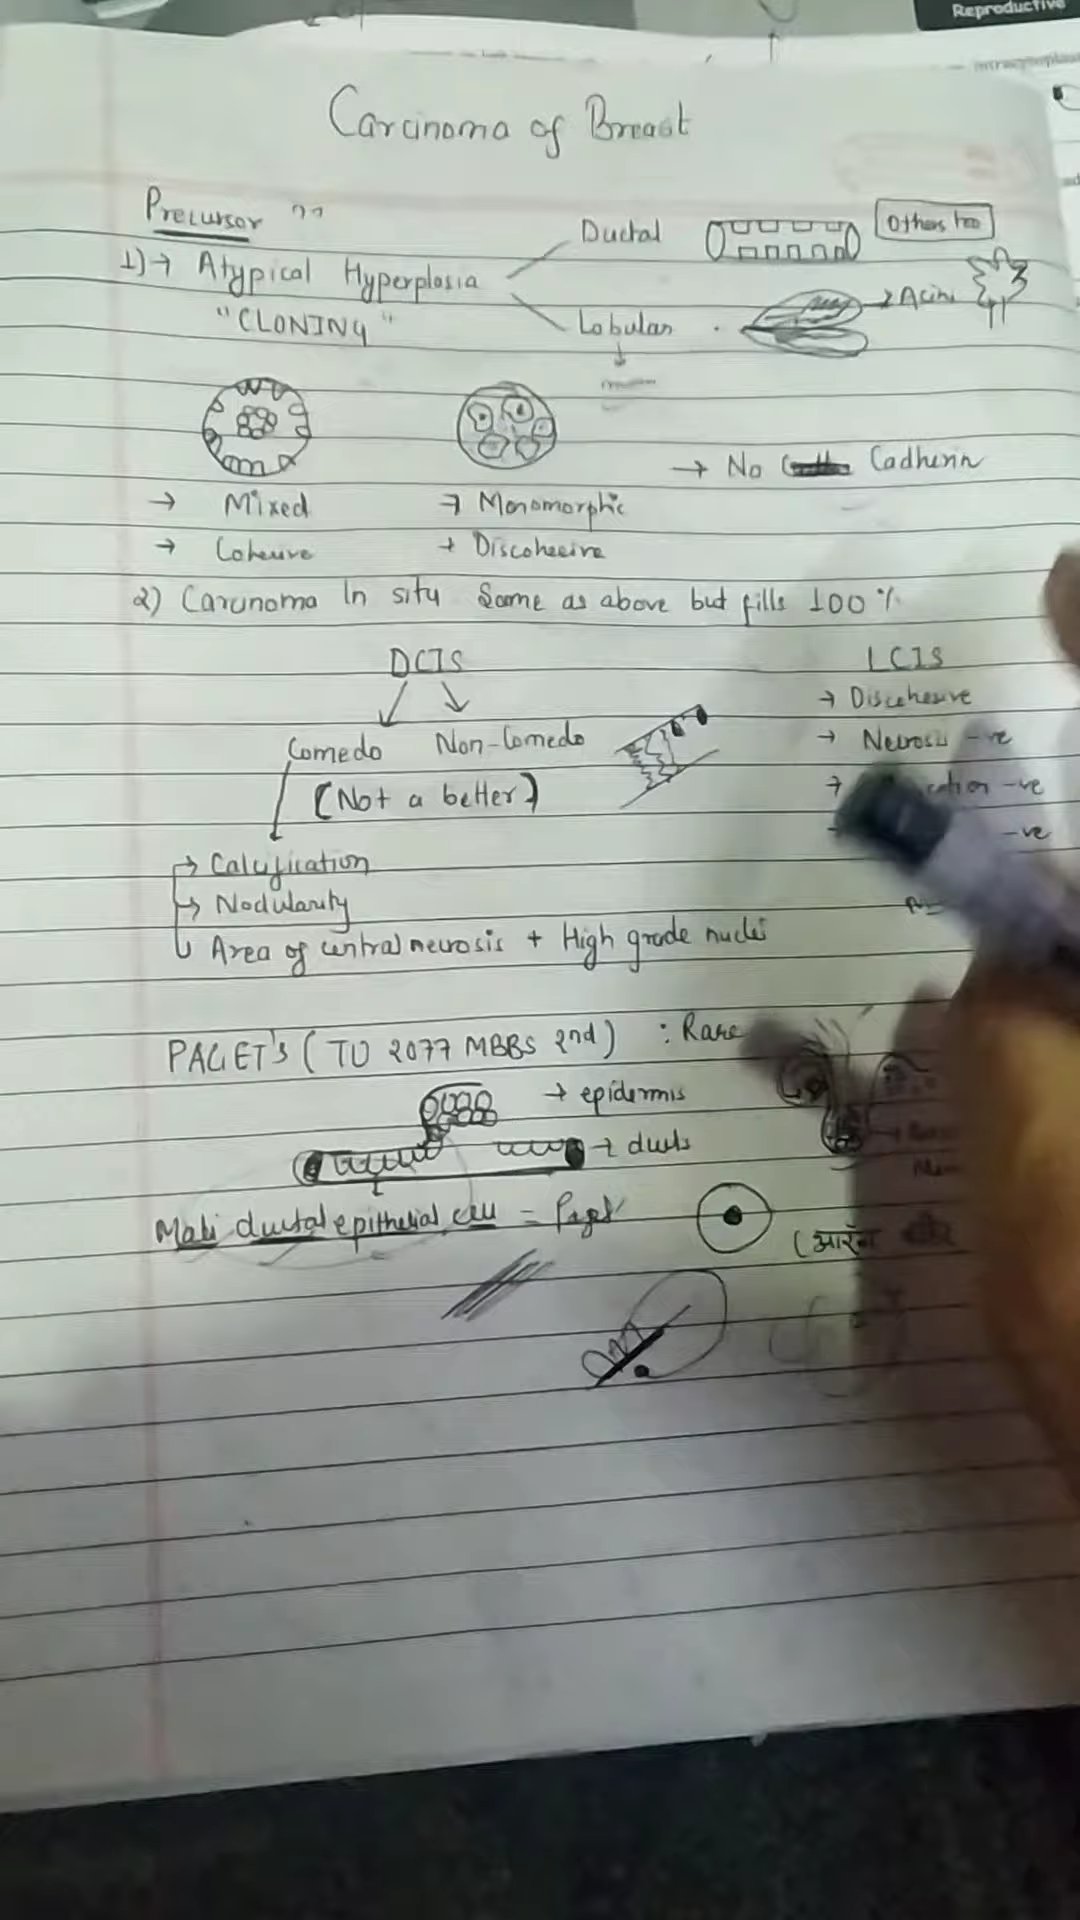 Reproductive
Carcinoma of Breast
Precursor
Ductal
Others too
1) → Atypical Hyperplasia
→ Acini
"CLONING"
Lobular
→ No Cadherin
→ Mixed
→ Monomorphic
→ Cohesive
→ Discohesive
2) Carcinoma In situ Same as above but fills 100 %
DCIS
LCIS
→ Discohesive
Comedo Non-Comedo
→ Necrosis -ve
(Not a better)
-ve
-ve
→ Calcification
→ Nodularity
Area of central necrosis + High grade nuclei
PAGET'S ( TU 2077 MBBS 2nd ) : Rare
→ epidermis
→ ducts
Mali ductal epithelial cell =